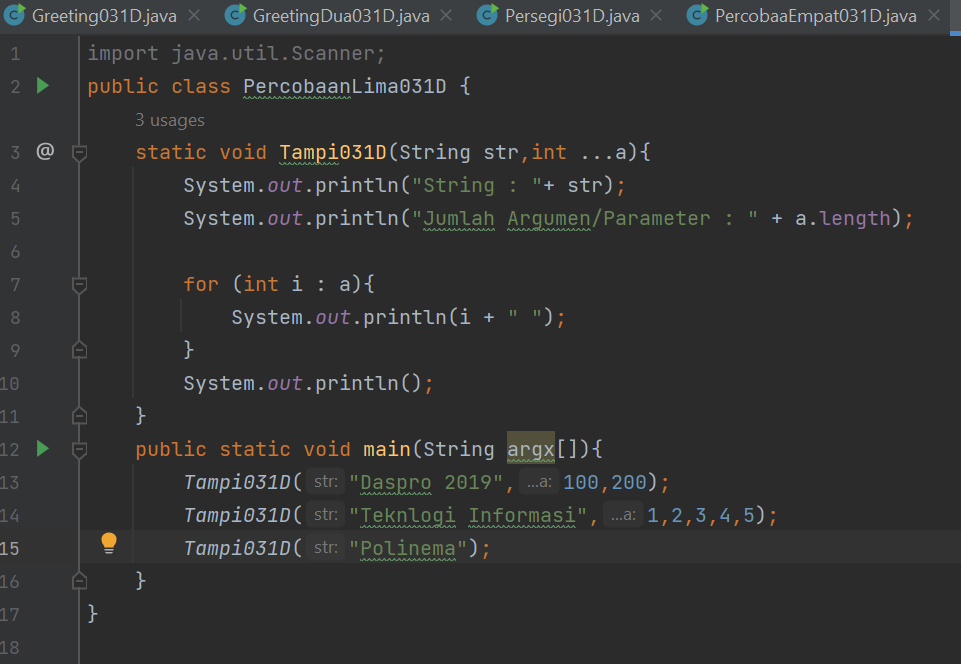 Greeting031D.java GreetingDua031D.java Persegi031D.java PercobaaEmpat031D.java
1 import java.util.Scanner;
2 public class PercobaanLima031D {
3 usages
3 @ static void Tampi031D(String str,int ...a){
4 System.out.println("String : "+ str);
5 System.out.println("Jumlah Argumen/Parameter : " + a.length);
6
7 for (int i : a){
8 System.out.println(i + " ");
9 }
10 System.out.println();
11 }
12 public static void main(String argx[]){
13 Tampi031D( str: "Daspro 2019", ...a: 100,200);
14 Tampi031D( str: "Teknlogi Informasi", ...a: 1,2,3,4,5);
15 Tampi031D( str: "Polinema");
16 }
17 }
18